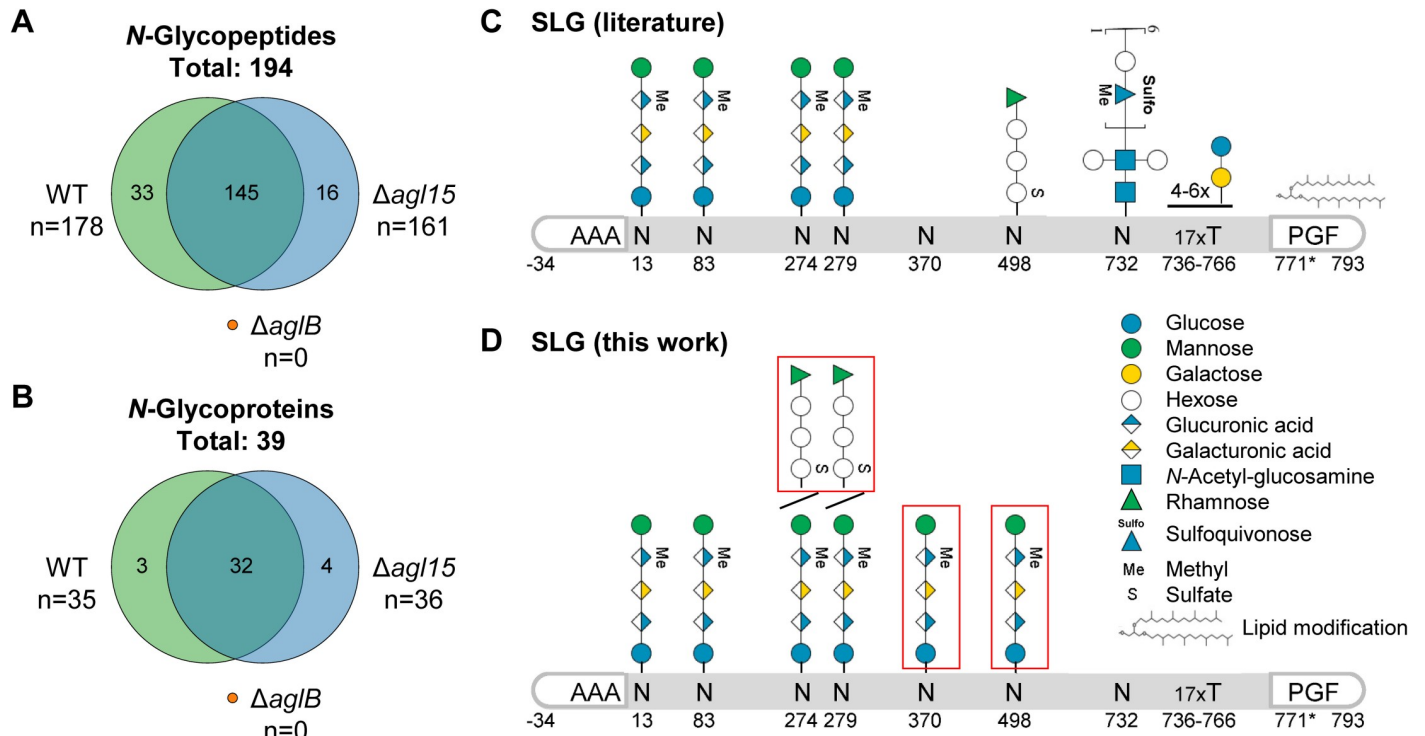 A
N-Glycopeptides
Total: 194
33
145
16
WT
n=178
Δagl15
n=161
ΔaglB
n=0
B
N-Glycoproteins
Total: 39
3
32
4
WT
n=35
Δagl15
n=36
ΔaglB
n=0
C SLG (literature)
Me Me Me Me
S
1 6
Me Sulfo
4-6x
AAA N N N N N N N 17xT PGF
-34 13 83 274 279 370 498 732 736-766 771* 793
D SLG (this work)
S S
Me Me Me Me Me Me
AAA N N N N N N N 17xT PGF
-34 13 83 274 279 370 498 732 736-766 771* 793
Glucose
Mannose
Galactose
Hexose
Glucuronic acid
Galacturonic acid
N-Acetyl-glucosamine
Rhamnose
Sulfo Sulfoquivonose
Me Methyl
S Sulfate
Lipid modification